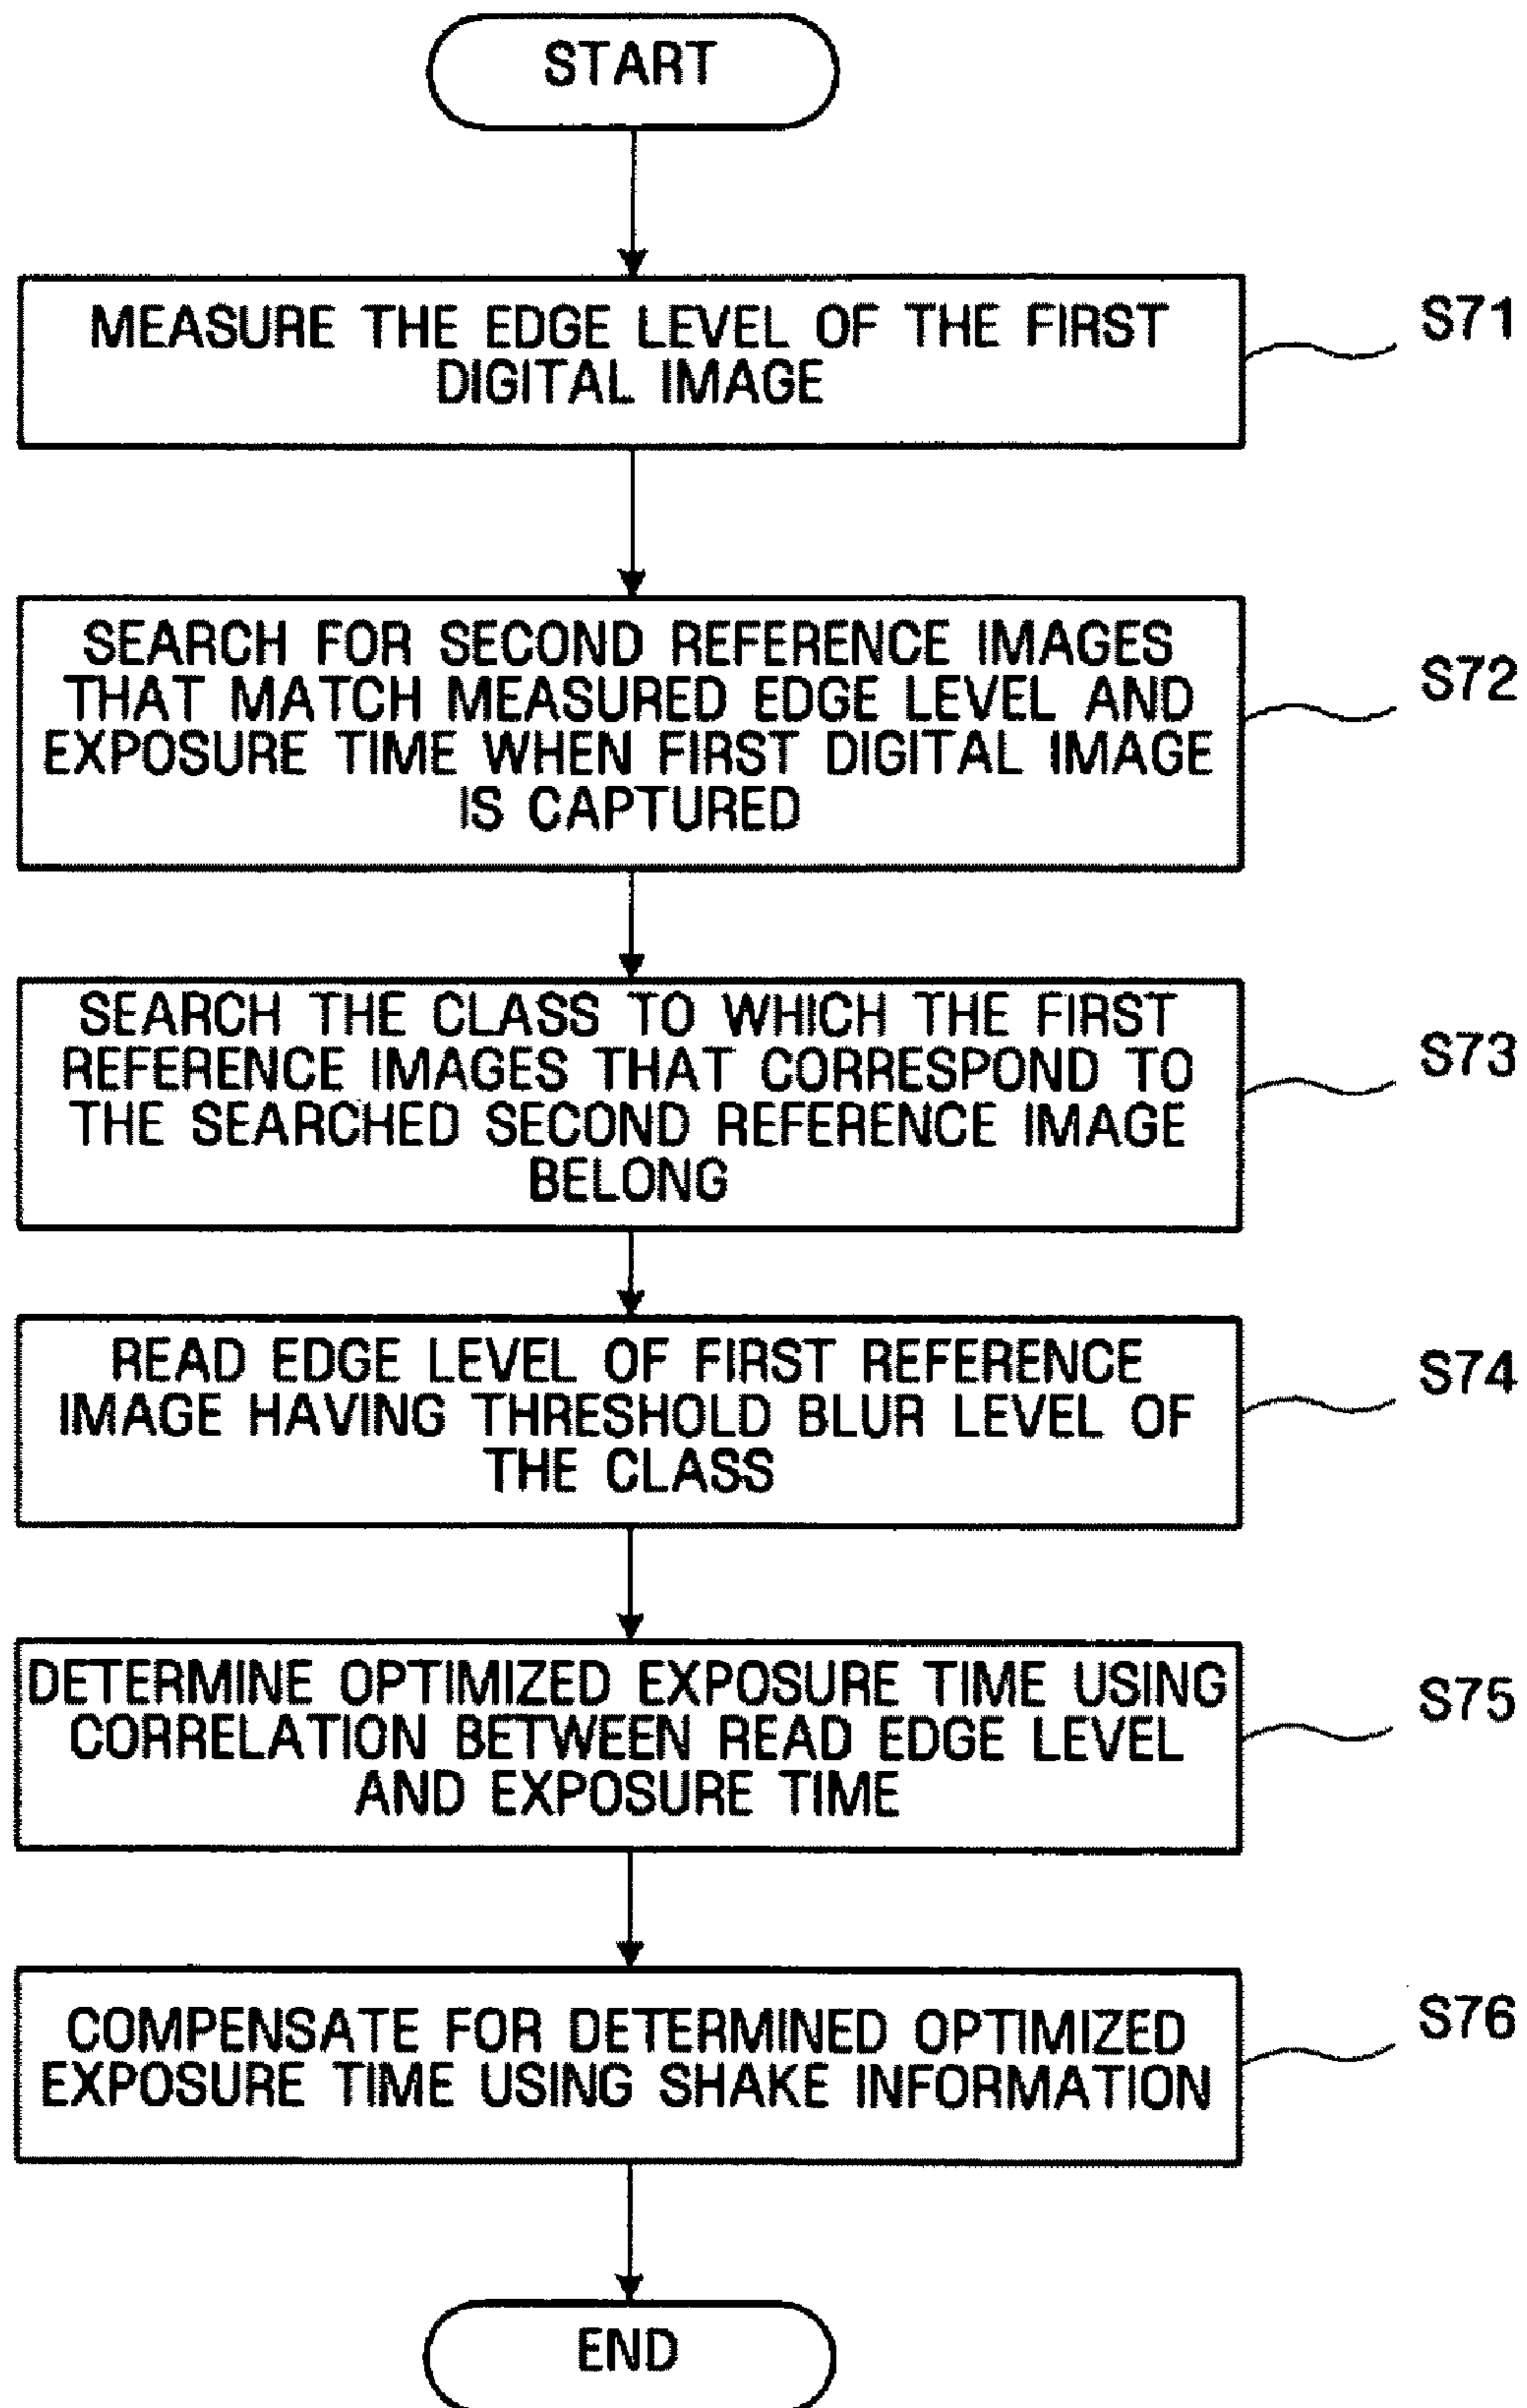 START
MEASURE THE EDGE LEVEL OF THE FIRST
DIGITAL IMAGE
S71
SEARCH FOR SECOND REFERENCE IMAGES
THAT MATCH MEASURED EDGE LEVEL AND
EXPOSURE TIME WHEN FIRST DIGITAL IMAGE
IS CAPTURED
S72
SEARCH THE CLASS TO WHICH THE FIRST
REFERENCE IMAGES THAT CORRESPOND TO
THE SEARCHED SECOND REFERENCE IMAGE
BELONG
S73
READ EDGE LEVEL OF FIRST REFERENCE
IMAGE HAVING THRESHOLD BLUR LEVEL OF
THE CLASS
S74
DETERMINE OPTIMIZED EXPOSURE TIME USING
CORRELATION BETWEEN READ EDGE LEVEL
AND EXPOSURE TIME
S75
COMPENSATE FOR DETERMINED OPTIMIZED
EXPOSURE TIME USING SHAKE INFORMATION
S76
END